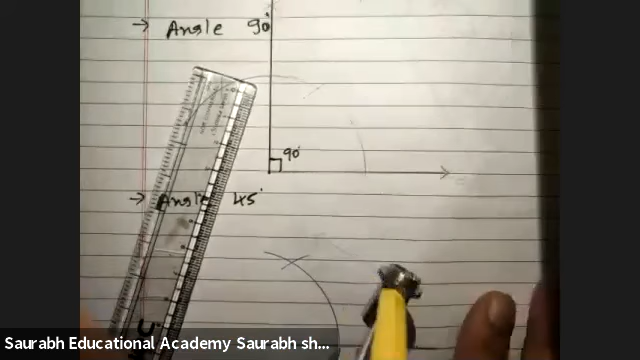 → Angle 90°
90°
→ Angle 45°
Saurabh Educational Academy Saurabh sh...